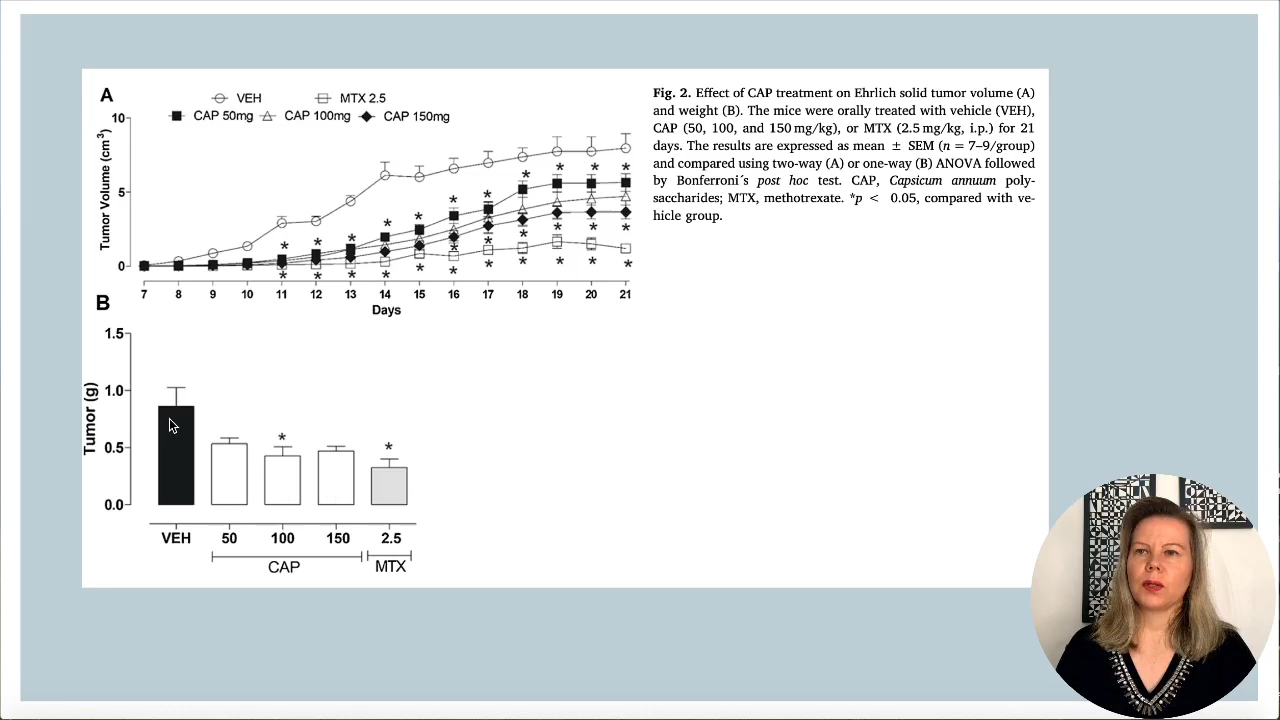 A
VEH
MTX 2.5
CAP 50mg
CAP 100mg
CAP 150mg
Tumor Volume (cm³)
10
5
0
* * * * * * * * * * *
* * * * * *
* * * * * * * * * * *
7 8 9 10 11 12 13 14 15 16 17 18 19 20 21
Days
Fig. 2. Effect of CAP treatment on Ehrlich solid tumor volume (A)
and weight (B). The mice were orally treated with vehicle (VEH),
CAP (50, 100, and 150 mg/kg), or MTX (2.5 mg/kg, i.p.) for 21
days. The results are expressed as mean ± SEM (n = 7–9/group)
and compared using two-way (A) or one-way (B) ANOVA followed
by Bonferroni´s post hoc test. CAP, Capsicum annuum poly-
saccharides; MTX, methotrexate. *p < 0.05, compared with ve-
hicle group.
B
Tumor (g)
1.5
1.0
0.5
0.0
* *
VEH 50 100 150 2.5
CAP MTX